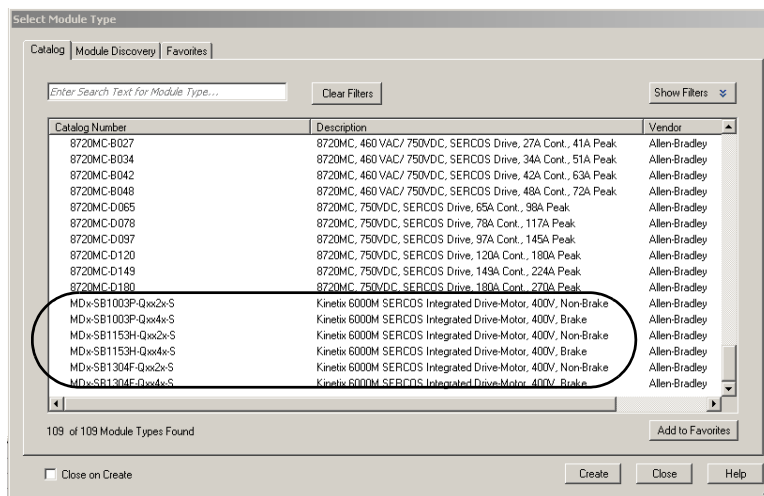 Select Module Type
Catalog Module Discovery Favorites
Enter Search Text for Module Type... Clear Filters Show Filters
Catalog Number Description Vendor
8720MC-B027 8720MC, 460 VAC/ 750VDC, SERCOS Drive, 27A Cont., 41A Peak Allen-Bradley
8720MC-B034 8720MC, 460 VAC/ 750VDC, SERCOS Drive, 34A Cont., 51A Peak Allen-Bradley
8720MC-B042 8720MC, 460 VAC/ 750VDC, SERCOS Drive, 42A Cont., 63A Peak Allen-Bradley
8720MC-B048 8720MC, 460 VAC/ 750VDC, SERCOS Drive, 48A Cont., 72A Peak Allen-Bradley
8720MC-D065 8720MC, 750VDC, SERCOS Drive, 65A Cont., 98A Peak Allen-Bradley
8720MC-D078 8720MC, 750VDC, SERCOS Drive, 78A Cont., 117A Peak Allen-Bradley
8720MC-D097 8720MC, 750VDC, SERCOS Drive, 97A Cont., 145A Peak Allen-Bradley
8720MC-D120 8720MC, 750VDC, SERCOS Drive, 120A Cont., 180A Peak Allen-Bradley
8720MC-D149 8720MC, 750VDC, SERCOS Drive, 149A Cont., 224A Peak Allen-Bradley
8720MC-D180 8720MC, 750VDC, SERCOS Drive, 180A Cont., 270A Peak Allen-Bradley
MDx-SB1003P-Qxx2x-S Kinetix 6000M SERCOS Integrated Drive-Motor, 400V, Non-Brake Allen-Bradley
MDx-SB1003P-Qxx4x-S Kinetix 6000M SERCOS Integrated Drive-Motor, 400V, Brake Allen-Bradley
MDx-SB1153H-Qxx2x-S Kinetix 6000M SERCOS Integrated Drive-Motor, 400V, Non-Brake Allen-Bradley
MDx-SB1153H-Qxx4x-S Kinetix 6000M SERCOS Integrated Drive-Motor, 400V, Brake Allen-Bradley
MDx-SB1304F-Qxx2x-S Kinetix 6000M SERCOS Integrated Drive-Motor, 400V, Non-Brake Allen-Bradley
MDx-SB1304F-Qxx4x-S Kinetix 6000M SERCOS Integrated Drive-Motor, 400V, Brake Allen-Bradley
109 of 109 Module Types Found Add to Favorites
Close on Create Create Close Help